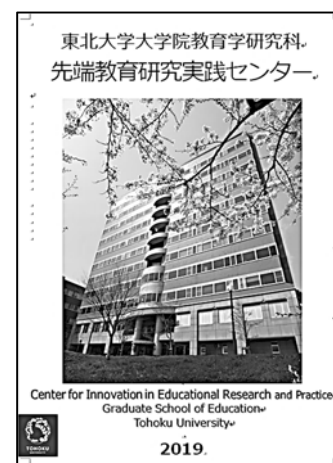 東北大学大学院教育学研究科
先端教育研究実践センター
Center for Innovation in Educational Research and Practice
Graduate School of Education
Tohoku University
TOHOKU
2019